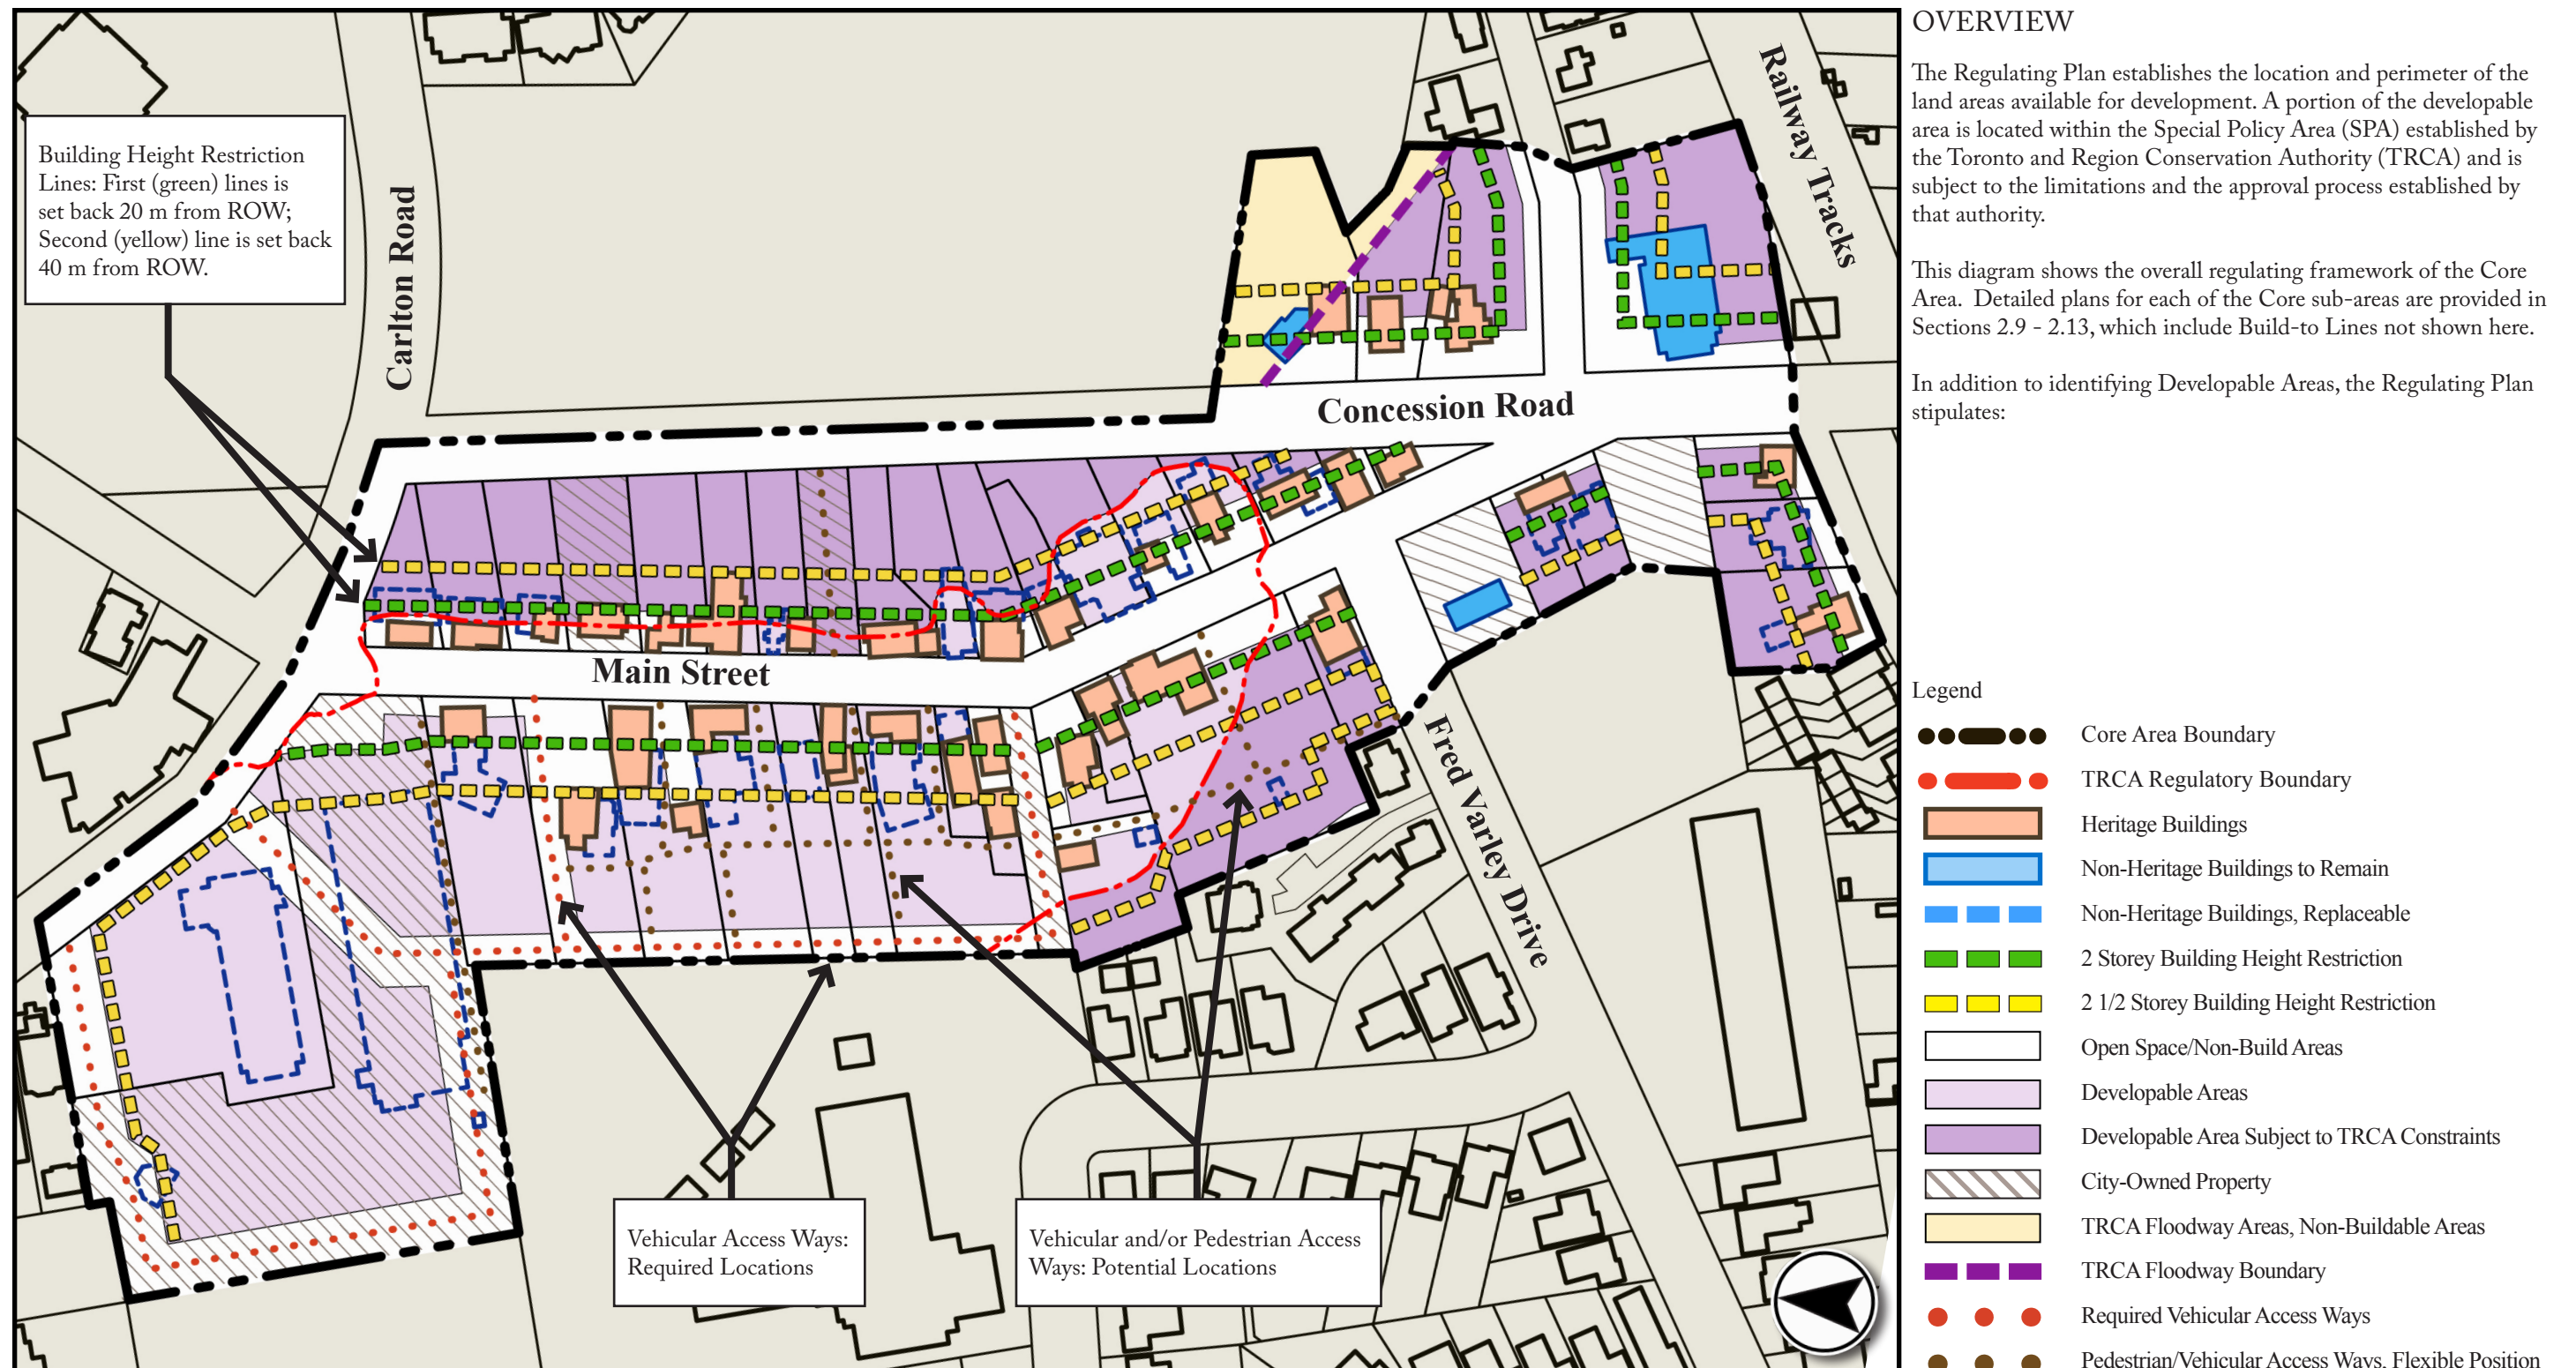 Building Height Restriction
Lines: First (green) lines is
set back 20 m from ROW;
Second (yellow) line is set back
40 m from ROW.
Carlton Road
Railway Tracks
Concession Road
Main Street
Fred Varley Drive
Vehicular Access Ways:
Required Locations
Vehicular and/or Pedestrian Access
Ways: Potential Locations
OVERVIEW
The Regulating Plan establishes the location and perimeter of the
land areas available for development. A portion of the developable
area is located within the Special Policy Area (SPA) established by
the Toronto and Region Conservation Authority (TRCA) and is
subject to the limitations and the approval process established by
that authority.
This diagram shows the overall regulating framework of the Core
Area.  Detailed plans for each of the Core sub-areas are provided in
Sections 2.9 - 2.13, which include Build-to Lines not shown here.
In addition to identifying Developable Areas, the Regulating Plan
stipulates:
Legend
Core Area Boundary
TRCA Regulatory Boundary
Heritage Buildings
Non-Heritage Buildings to Remain
Non-Heritage Buildings, Replaceable
2 Storey Building Height Restriction
2 1/2 Storey Building Height Restriction
Open Space/Non-Build Areas
Developable Areas
Developable Area Subject to TRCA Constraints
City-Owned Property
TRCA Floodway Areas, Non-Buildable Areas
TRCA Floodway Boundary
Required Vehicular Access Ways
Pedestrian/Vehicular Access Ways, Flexible Position